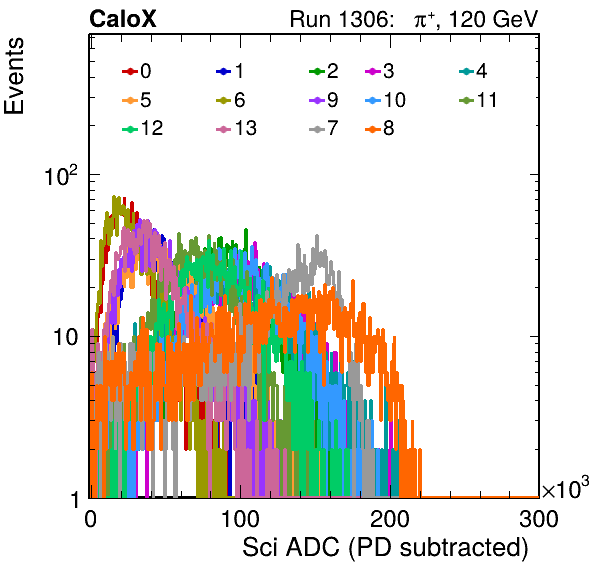 CaloX Run 1306: π⁺, 120 GeV
Events
0 1 2 3 4
5 6 9 10 11
12 13 7 8
10²
10
1
0 100 200 300
×10³
Sci ADC (PD subtracted)